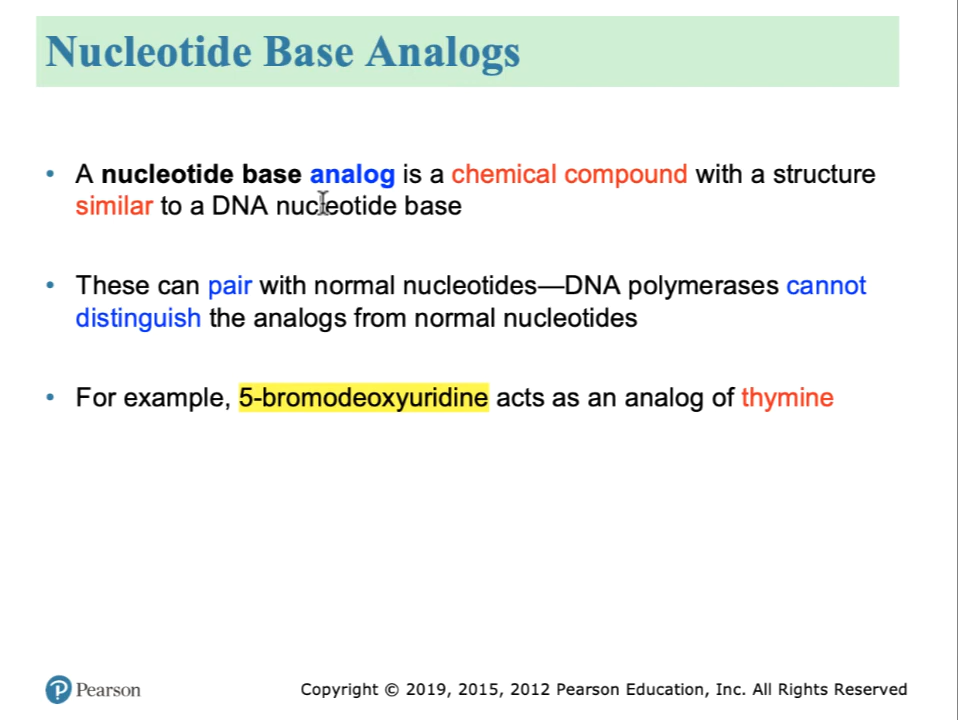 Nucleotide Base Analogs
• A nucleotide base analog is a chemical compound with a structure
similar to a DNA nucleotide base
• These can pair with normal nucleotides—DNA polymerases cannot
distinguish the analogs from normal nucleotides
• For example, 5-bromodeoxyuridine acts as an analog of thymine
P Pearson
Copyright © 2019, 2015, 2012 Pearson Education, Inc. All Rights Reserved